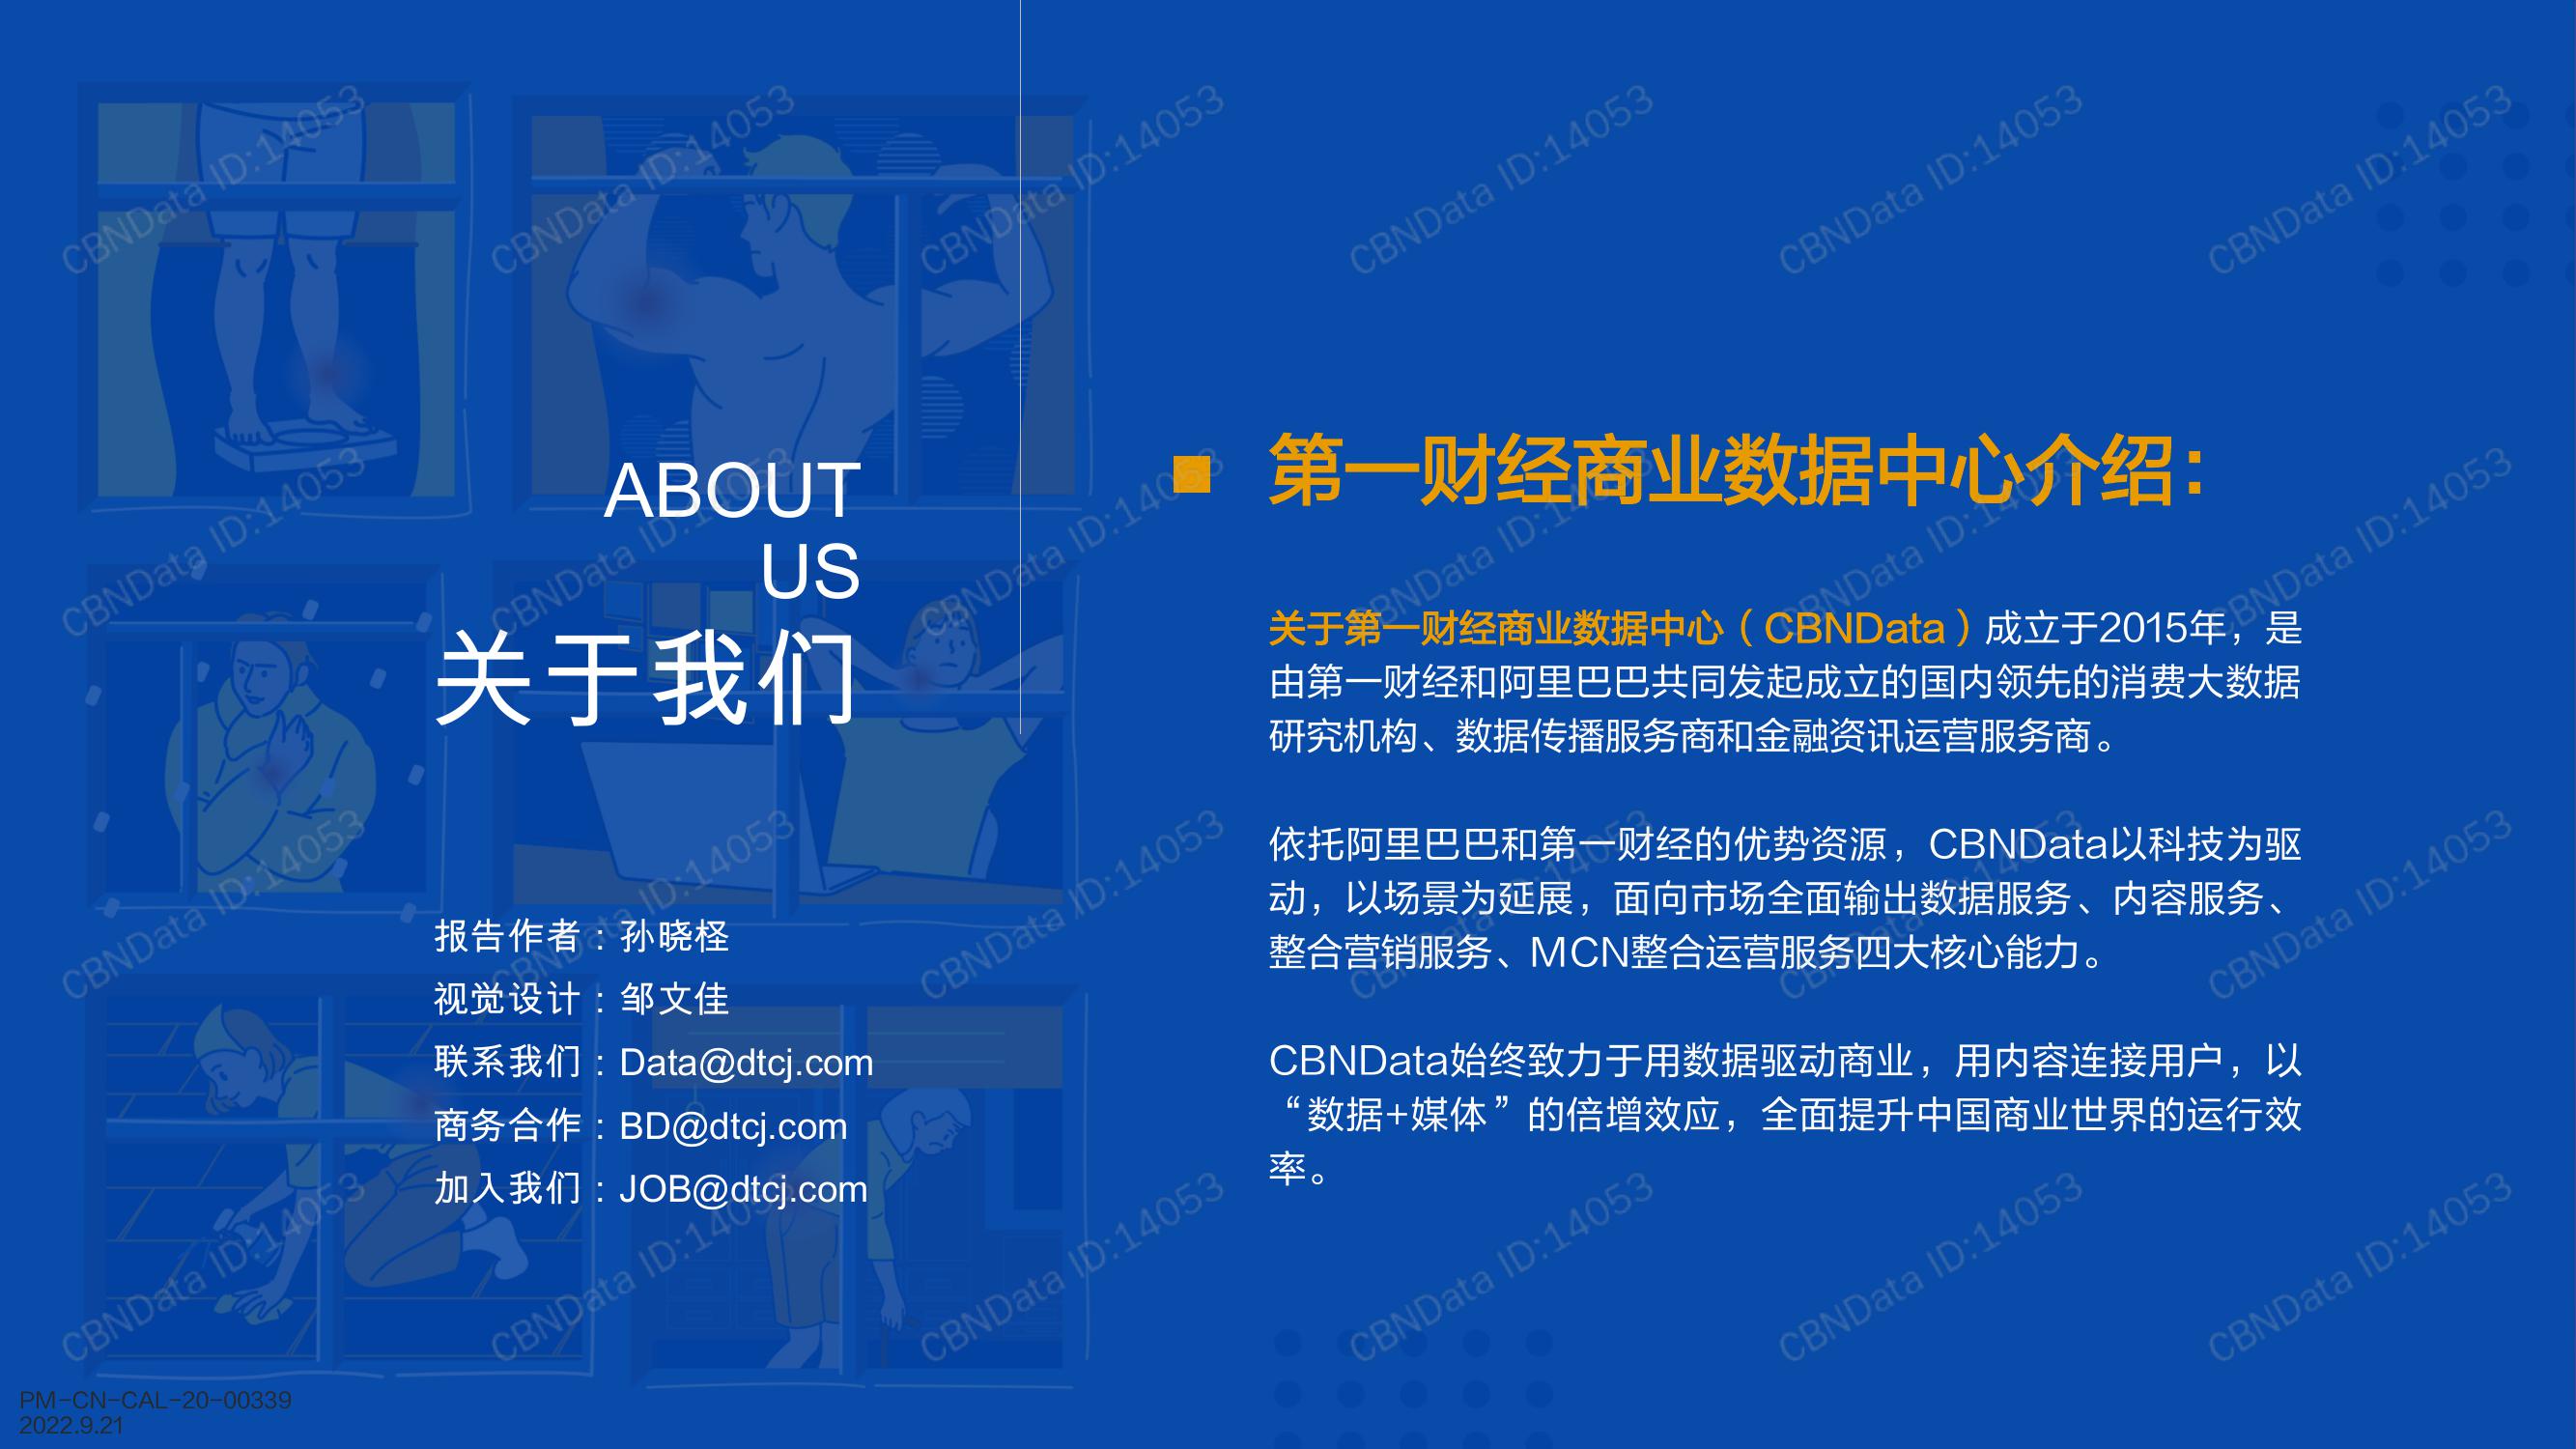 ABOUT
US
关于我们
报告作者：孙晓柽
视觉设计：邹文佳
联系我们：Data@dtcj.com
商务合作：BD@dtcj.com
加入我们：JOB@dtcj.com
第一财经商业数据中心介绍：
关于第一财经商业数据中心（CBNData）成立于2015年，是
由第一财经和阿里巴巴共同发起成立的国内领先的消费大数据
研究机构、数据传播服务商和金融资讯运营服务商。
依托阿里巴巴和第一财经的优势资源，CBNData以科技为驱
动，以场景为延展，面向市场全面输出数据服务、内容服务、
整合营销服务、MCN整合运营服务四大核心能力。
CBNData始终致力于用数据驱动商业，用内容连接用户，以
“数据+媒体”的倍增效应，全面提升中国商业世界的运行效
率。
PM-CN-CAL-20-00339
2022.9.21
CBNData ID:14053